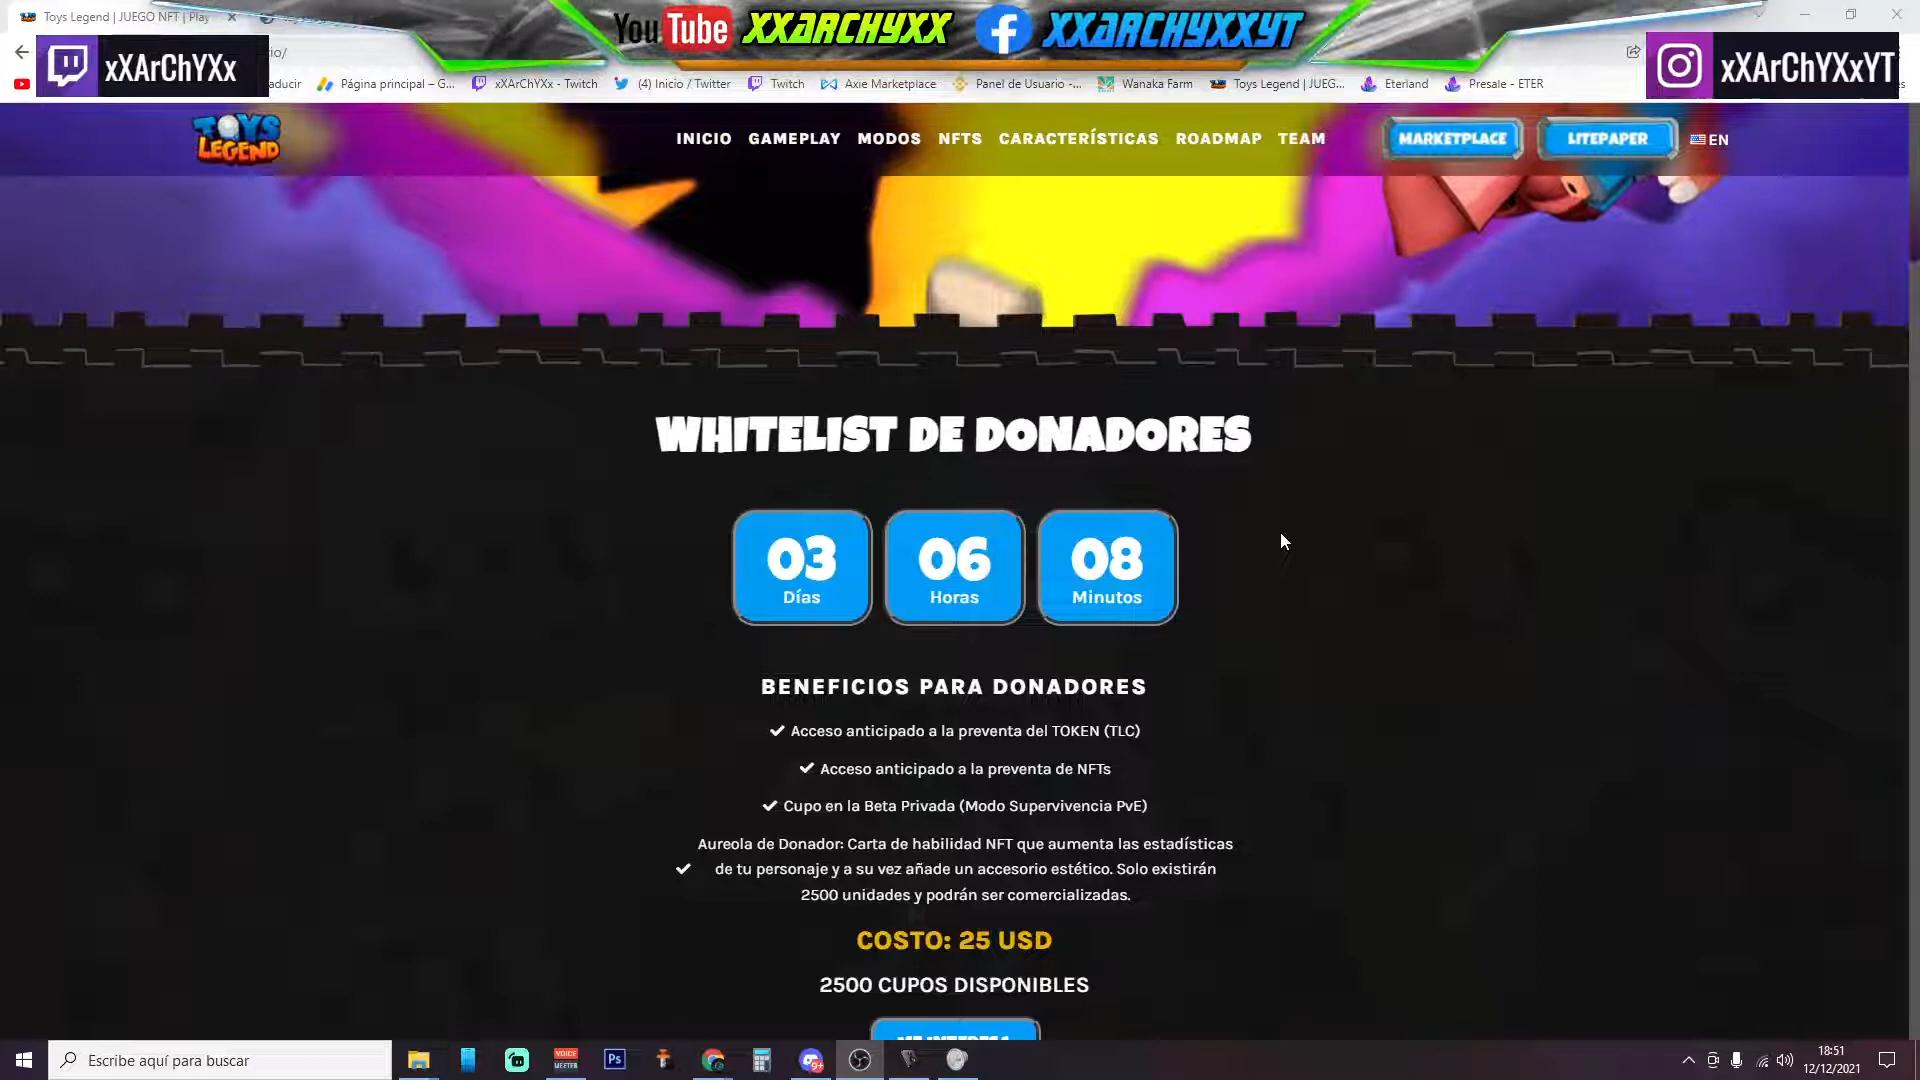 Toys Legend | JUEGO NFT | Play
YouTube xXArChYXx
xXArChYXxYT
xXArChYXx
io/
xXArChYXxYT
aducir
Página principal – G...
xXArChYXx - Twitch
(4) Inicio / Twitter
Twitch
Axie Marketplace
Panel de Usuario -...
Wanaka Farm
Toys Legend | JUEG...
Eterland
Presale - ETER
TOYS
LEGEND
INICIO GAMEPLAY MODOS NFTS CARACTERÍSTICAS ROADMAP TEAM
MARKETPLACE
LITEPAPER
EN
WHITELIST DE DONADORES
03 06 08
Días Horas Minutos
BENEFICIOS PARA DONADORES
Acceso anticipado a la preventa del TOKEN (TLC)
Acceso anticipado a la preventa de NFTs
Cupo en la Beta Privada (Modo Supervivencia PvE)
Aureola de Donador: Carta de habilidad NFT que aumenta las estadísticas
de tu personaje y a su vez añade un accesorio estético. Solo existirán
2500 unidades y podrán ser comercializadas.
COSTO: 25 USD
2500 CUPOS DISPONIBLES
Escribe aquí para buscar
VOICE
MEETER
Ps
9+
18:51
12/12/2021